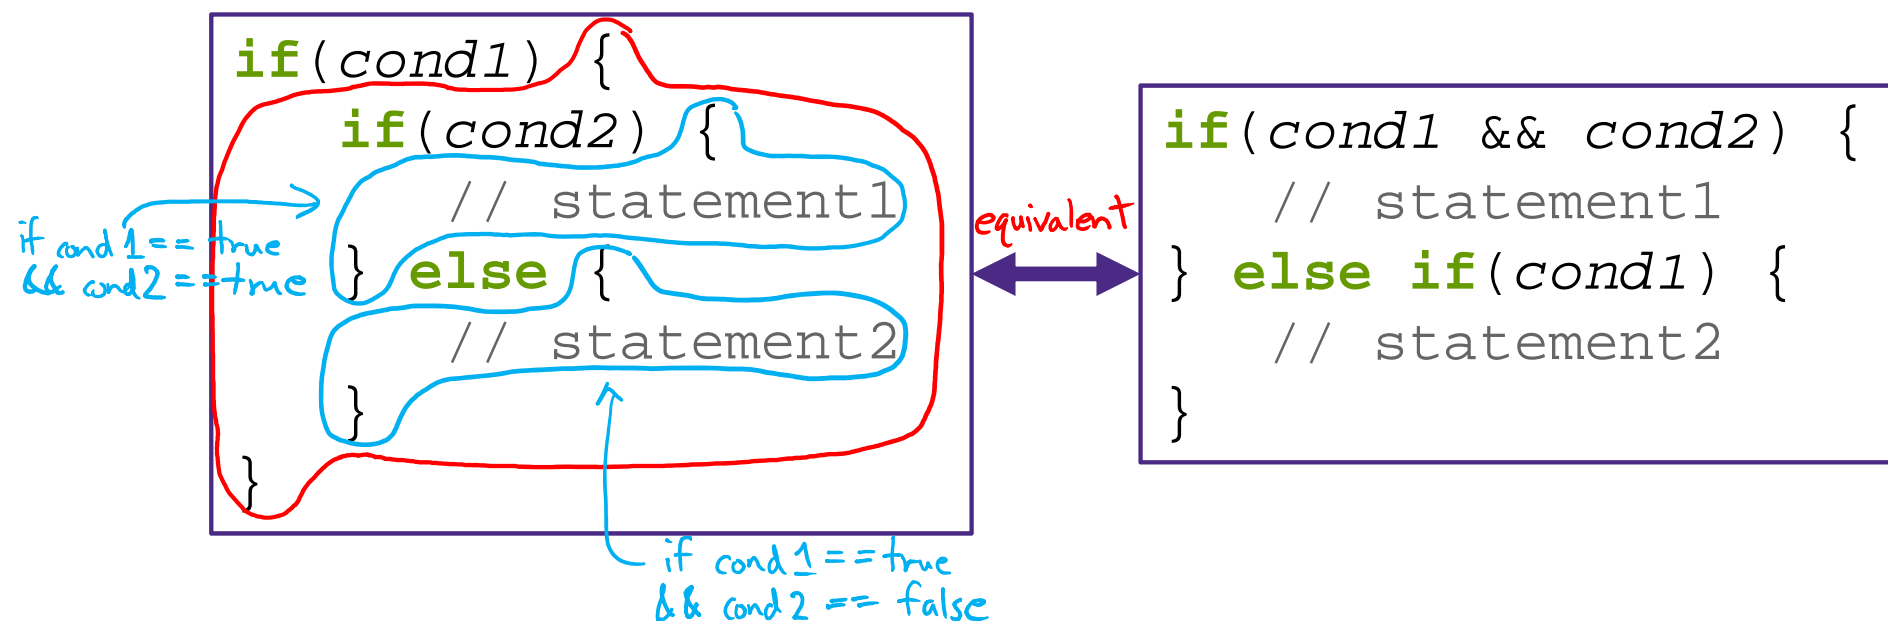 if(cond1) {
if(cond2) {
// statement1
} else {
// statement2
}
}
if cond1==true
&& cond2==true
if cond1==true
&& cond2 == false
equivalent
if(cond1 && cond2) {
// statement1
} else if(cond1) {
// statement2
}